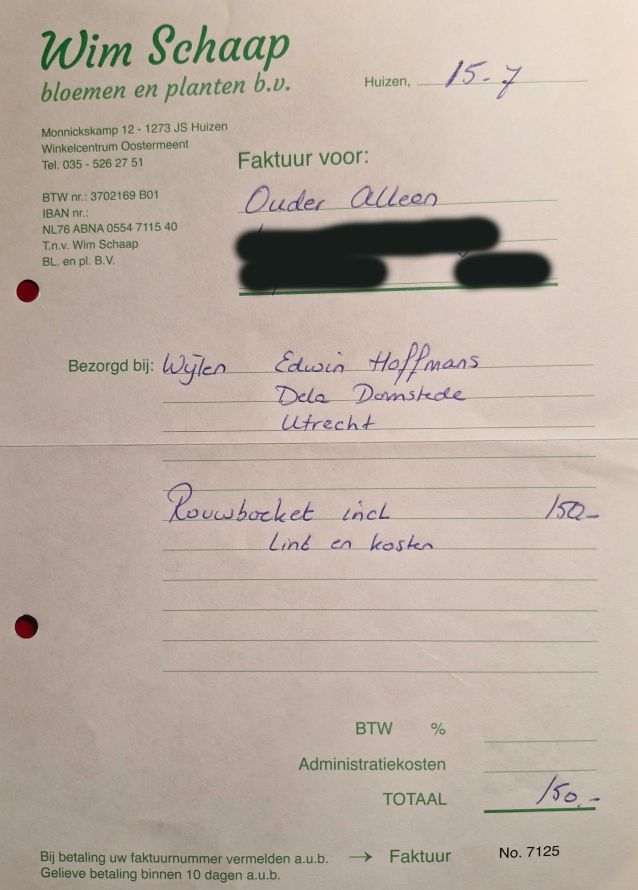 Wim Schaap
bloemen en planten b.v.
Huizen, 15-7
Monnickskamp 12 - 1273 JS Huizen
Winkelcentrum Oostermeent
Tel. 035 - 526 27 51
Faktuur voor:
BTW nr.: 3702169 B01
IBAN nr.:
NL76 ABNA 0554 7115 40
T.n.v. Wim Schaap
BL. en pl. B.V.
Ouder Alleen
Bezorgd bij: Wijlen Edwin Hoffmans
Dela Domstede
Utrecht
Rouwboeket incl 150-
Lint en kosten
BTW %
Administratiekosten
TOTAAL 150,-
Bij betaling uw faktuurnummer vermelden a.u.b. → Faktuur No. 7125
Gelieve betaling binnen 10 dagen a.u.b.